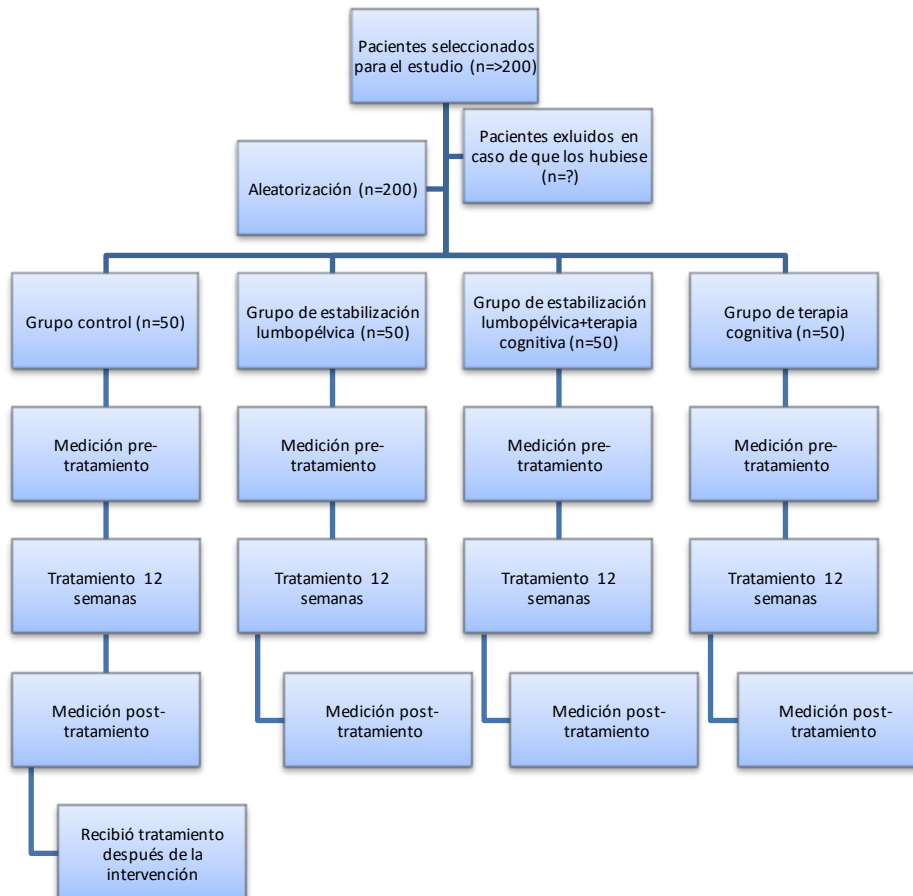 Pacientes seleccionados
para el estudio (n=>200)
Pacientes exluidos en
caso de que los hubiese
(n=?)
Aleatorización (n=200)
Grupo control (n=50)
Grupo de estabilización
lumbopélvica (n=50)
Grupo de estabilización
lumbopélvica+terapia
cognitiva (n=50)
Grupo de terapia
cognitiva (n=50)
Medición pre-
tratamiento
Medición pre-
tratamiento
Medición pre-
tratamiento
Medición pre-
tratamiento
Tratamiento 12
semanas
Tratamiento 12
semanas
Tratamiento 12
semanas
Tratamiento 12
semanas
Medición post-
tratamiento
Medición post-
tratamiento
Medición post-
tratamiento
Medición post-
tratamiento
Recibió tratamiento
después de la
intervención